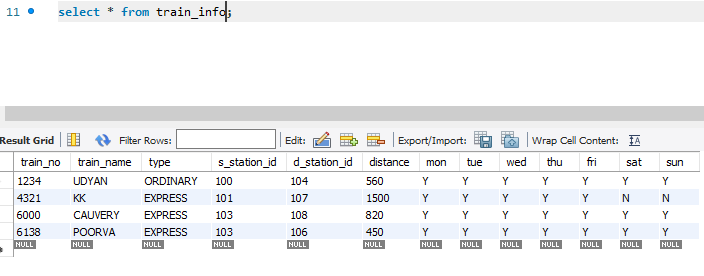 11 select * from train_info;
Result Grid Filter Rows: Edit: Export/Import: Wrap Cell Content: IA
train_no train_name type s_station_id d_station_id distance mon tue wed thu fri sat sun
1234 UDYAN ORDINARY 100 104 560 Y Y Y Y Y Y Y
4321 KK EXPRESS 101 107 1500 Y Y Y Y Y N N
6000 CAUVERY EXPRESS 103 108 820 Y Y Y Y Y Y Y
6138 POORVA EXPRESS 103 106 450 Y Y Y Y Y Y Y
NULL NULL NULL NULL NULL NULL NULL NULL NULL NULL NULL NULL NULL